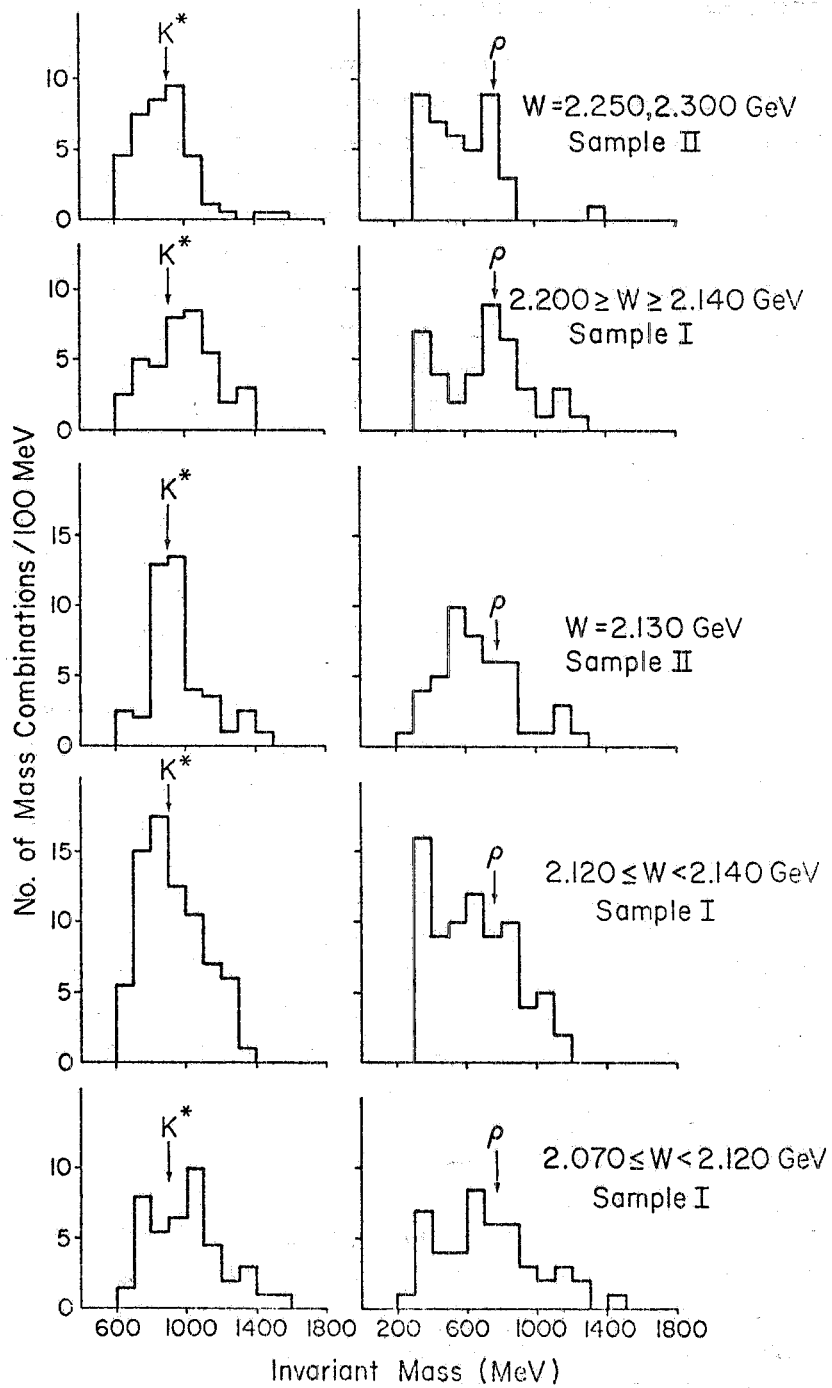 No. of Mass Combinations/100 MeV
K*
ρ
10
5
0
W=2.250,2.300 GeV
Sample II
K*
ρ
10
5
0
2.200≥W≥2.140 GeV
Sample I
K*
ρ
15
10
5
0
W=2.130 GeV
Sample II
K*
ρ
15
10
5
0
2.120≤W<2.140 GeV
Sample I
K*
ρ
10
5
0
2.070≤W<2.120 GeV
Sample I
600 1000 1400 1800 200 600 1000 1400 1800
Invariant Mass (MeV)